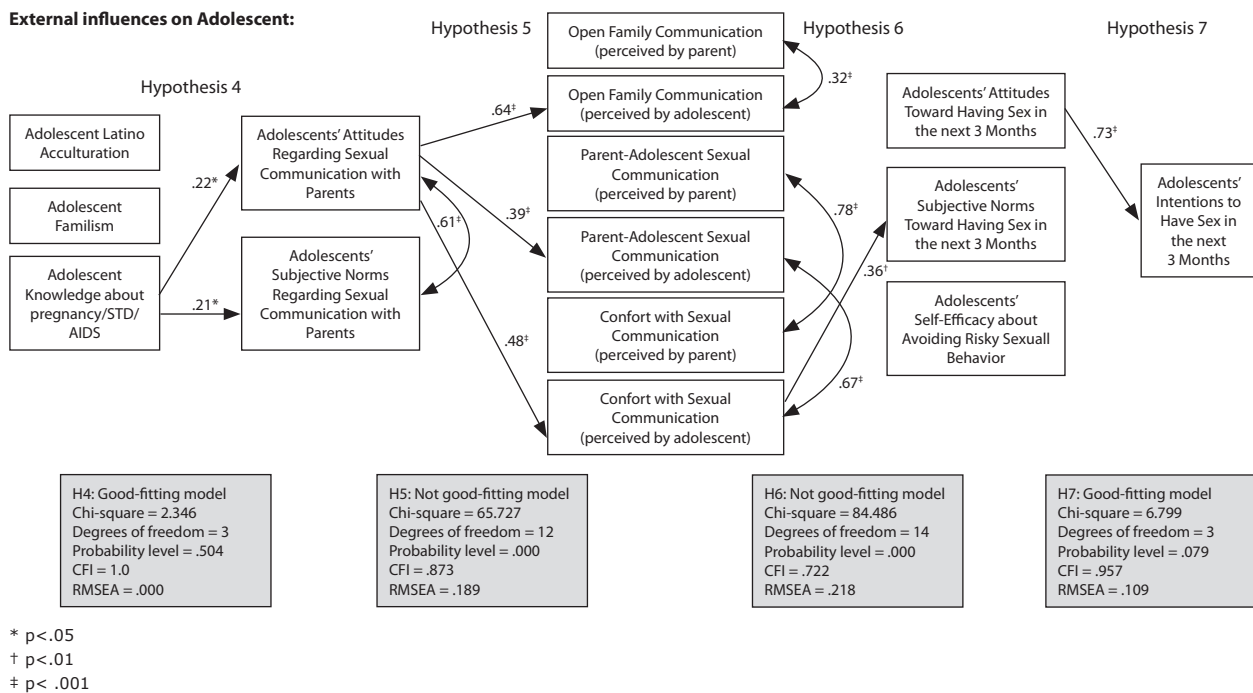 External influences on Adolescent:
Hypothesis 4
Adolescent Latino
Acculturation
Adolescent
Familism
Adolescent
Knowledge about
pregnancy/STD/
AIDS
.22*
.21*
Adolescents’ Attitudes
Regarding Sexual
Communication with
Parents
Adolescents’
Subjective Norms
Regarding Sexual
Communication with
Parents
.61‡
Hypothesis 5
.64‡
.39‡
.48‡
Open Family Communication
(perceived by parent)
Open Family Communication
(perceived by adolescent)
Parent-Adolescent Sexual
Communication
(perceived by parent)
Parent-Adolescent Sexual
Communication
(perceived by adolescent)
Confort with Sexual
Communication
(perceived by parent)
Confort with Sexual
Communication
(perceived by adolescent)
.32‡
.78‡
.67‡
Hypothesis 6
.36†
Adolescents’ Attitudes
Toward Having Sex in
the next 3 Months
Adolescents’
Subjective Norms
Toward Having Sex in
the next 3 Months
Adolescents’
Self-Efficacy about
Avoiding Risky Sexuall
Behavior
Hypothesis 7
.73‡
Adolescents’
Intentions to
Have Sex in
the next
3 Months
H4: Good-fitting model
Chi-square = 2.346
Degrees of freedom = 3
Probability level = .504
CFI = 1.0
RMSEA = .000
H5: Not good-fitting model
Chi-square = 65.727
Degrees of freedom = 12
Probability level = .000
CFI = .873
RMSEA = .189
H6: Not good-fitting model
Chi-square = 84.486
Degrees of freedom = 14
Probability level = .000
CFI = .722
RMSEA = .218
H7: Good-fitting model
Chi-square = 6.799
Degrees of freedom = 3
Probability level = .079
CFI = .957
RMSEA = .109
* p<.05
† p<.01
‡ p< .001